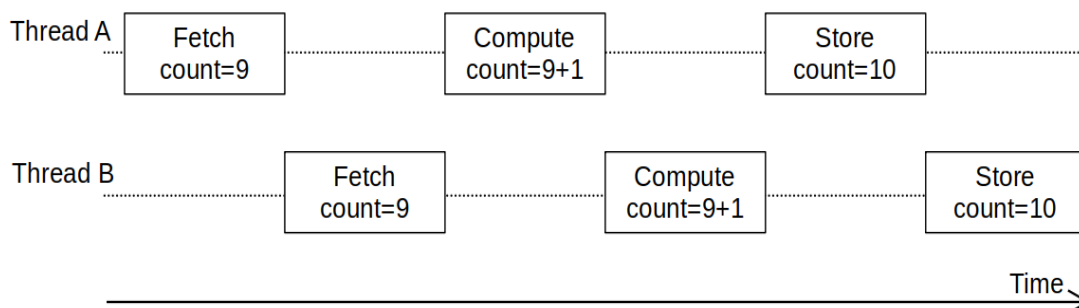 Thread A
Fetch
count=9
Compute
count=9+1
Store
count=10
Thread B
Fetch
count=9
Compute
count=9+1
Store
count=10
Time